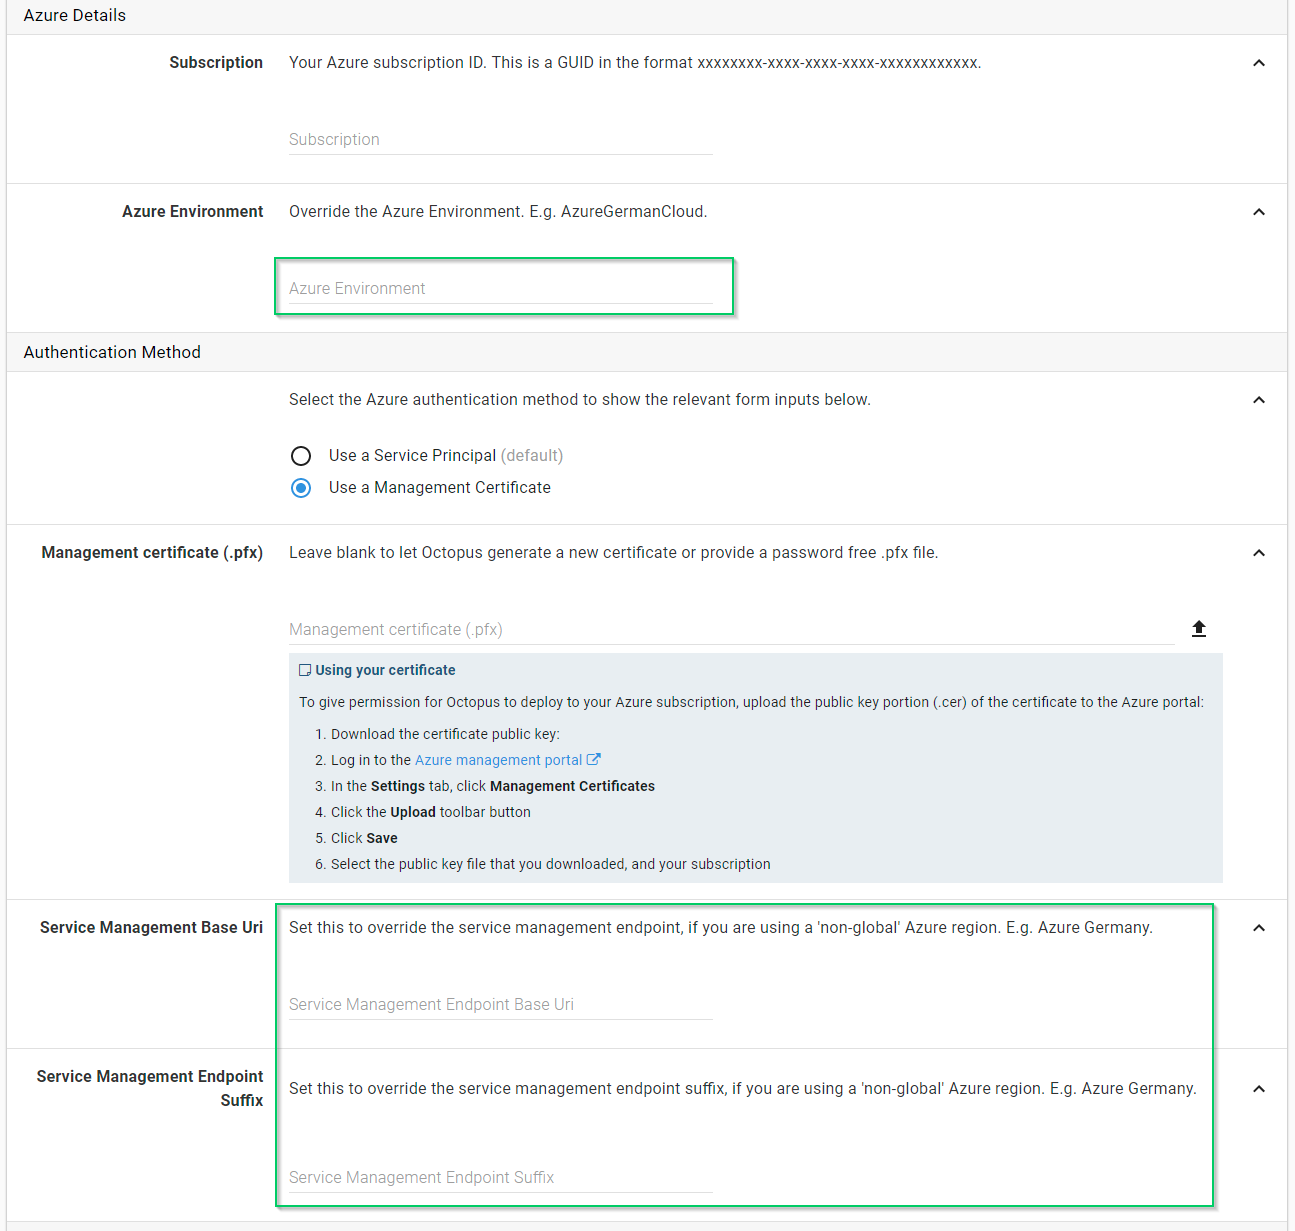 Azure Details
Subscription
Your Azure subscription ID. This is a GUID in the format xxxxxxxx-xxxx-xxxx-xxxx-xxxxxxxxxxxx.
Subscription
Azure Environment
Override the Azure Environment. E.g. AzureGermanCloud.
Azure Environment
Authentication Method
Select the Azure authentication method to show the relevant form inputs below.
Use a Service Principal (default)
Use a Management Certificate
Management certificate (.pfx)
Leave blank to let Octopus generate a new certificate or provide a password free .pfx file.
Management certificate (.pfx)
Using your certificate
To give permission for Octopus to deploy to your Azure subscription, upload the public key portion (.cer) of the certificate to the Azure portal:
1. Download the certificate public key:
2. Log in to the Azure management portal
3. In the Settings tab, click Management Certificates
4. Click the Upload toolbar button
5. Click Save
6. Select the public key file that you downloaded, and your subscription
Service Management Base Uri
Set this to override the service management endpoint, if you are using a 'non-global' Azure region. E.g. Azure Germany.
Service Management Endpoint Base Uri
Service Management Endpoint
Suffix
Set this to override the service management endpoint suffix, if you are using a 'non-global' Azure region. E.g. Azure Germany.
Service Management Endpoint Suffix